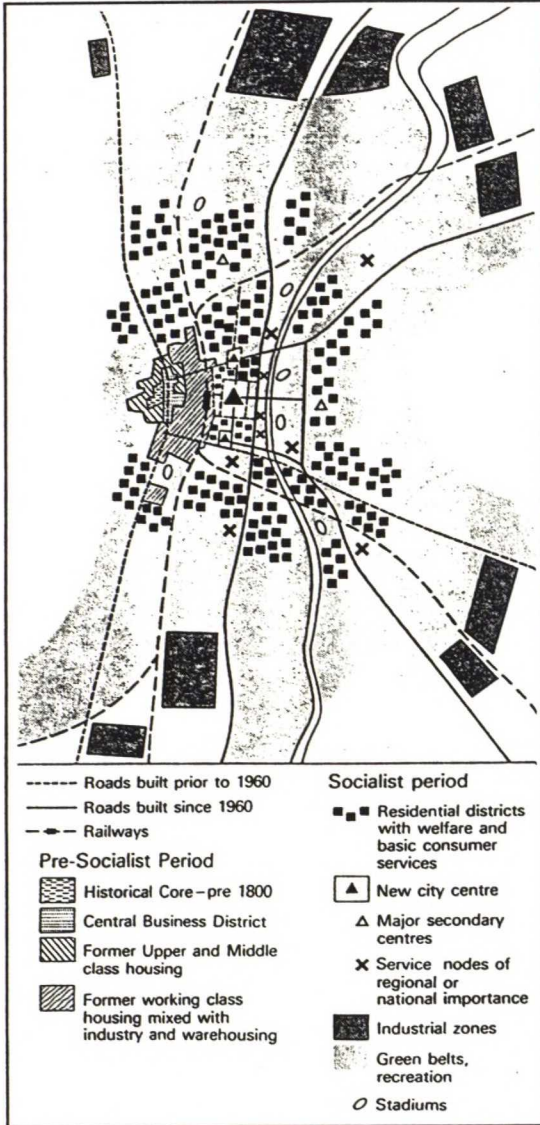 Roads built prior to 1960
Roads built since 1960
Railways
Pre-Socialist Period
Historical Core – pre 1800
Central Business District
Former Upper and Middle
class housing
Former working class
housing mixed with
industry and warehousing
Socialist period
Residential districts
with welfare and
basic consumer
services
New city centre
Major secondary
centres
Service nodes of
regional or
national importance
Industrial zones
Green belts,
recreation
Stadiums